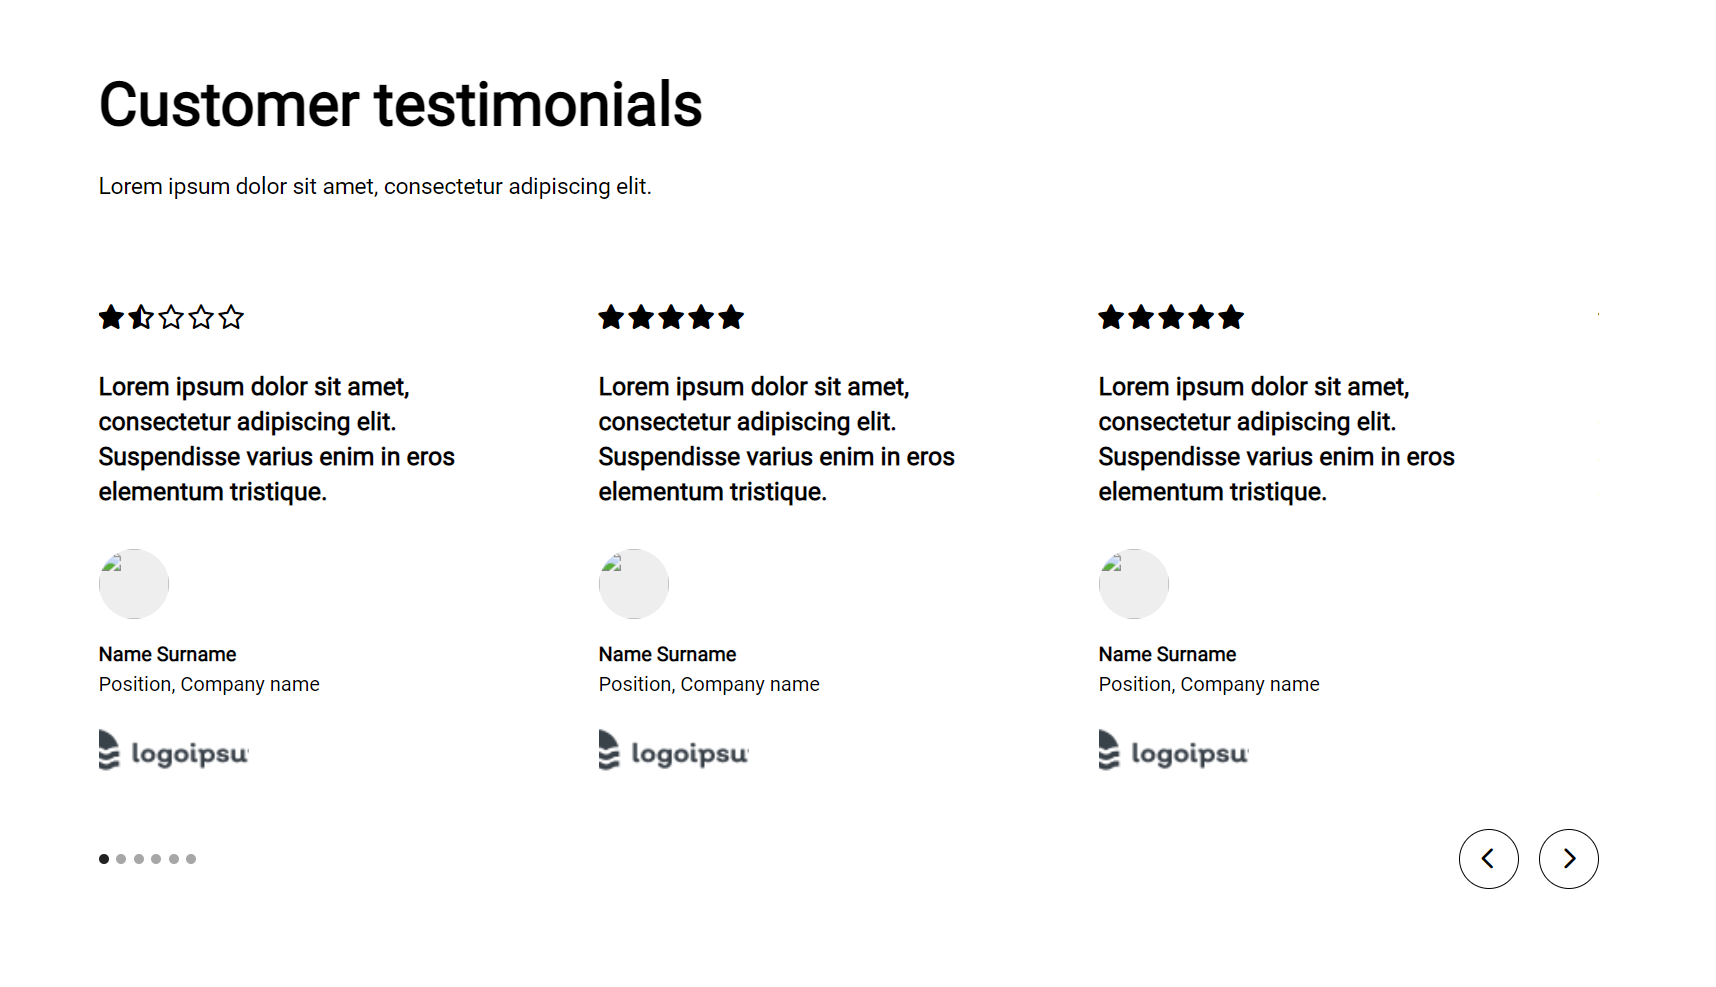 Customer testimonials
Lorem ipsum dolor sit amet, consectetur adipiscing elit.
Lorem ipsum dolor sit amet,
consectetur adipiscing elit.
Suspendisse varius enim in eros
elementum tristique.
Name Surname
Position, Company name
logoipsu
Lorem ipsum dolor sit amet,
consectetur adipiscing elit.
Suspendisse varius enim in eros
elementum tristique.
Name Surname
Position, Company name
logoipsu
Lorem ipsum dolor sit amet,
consectetur adipiscing elit.
Suspendisse varius enim in eros
elementum tristique.
Name Surname
Position, Company name
logoipsu